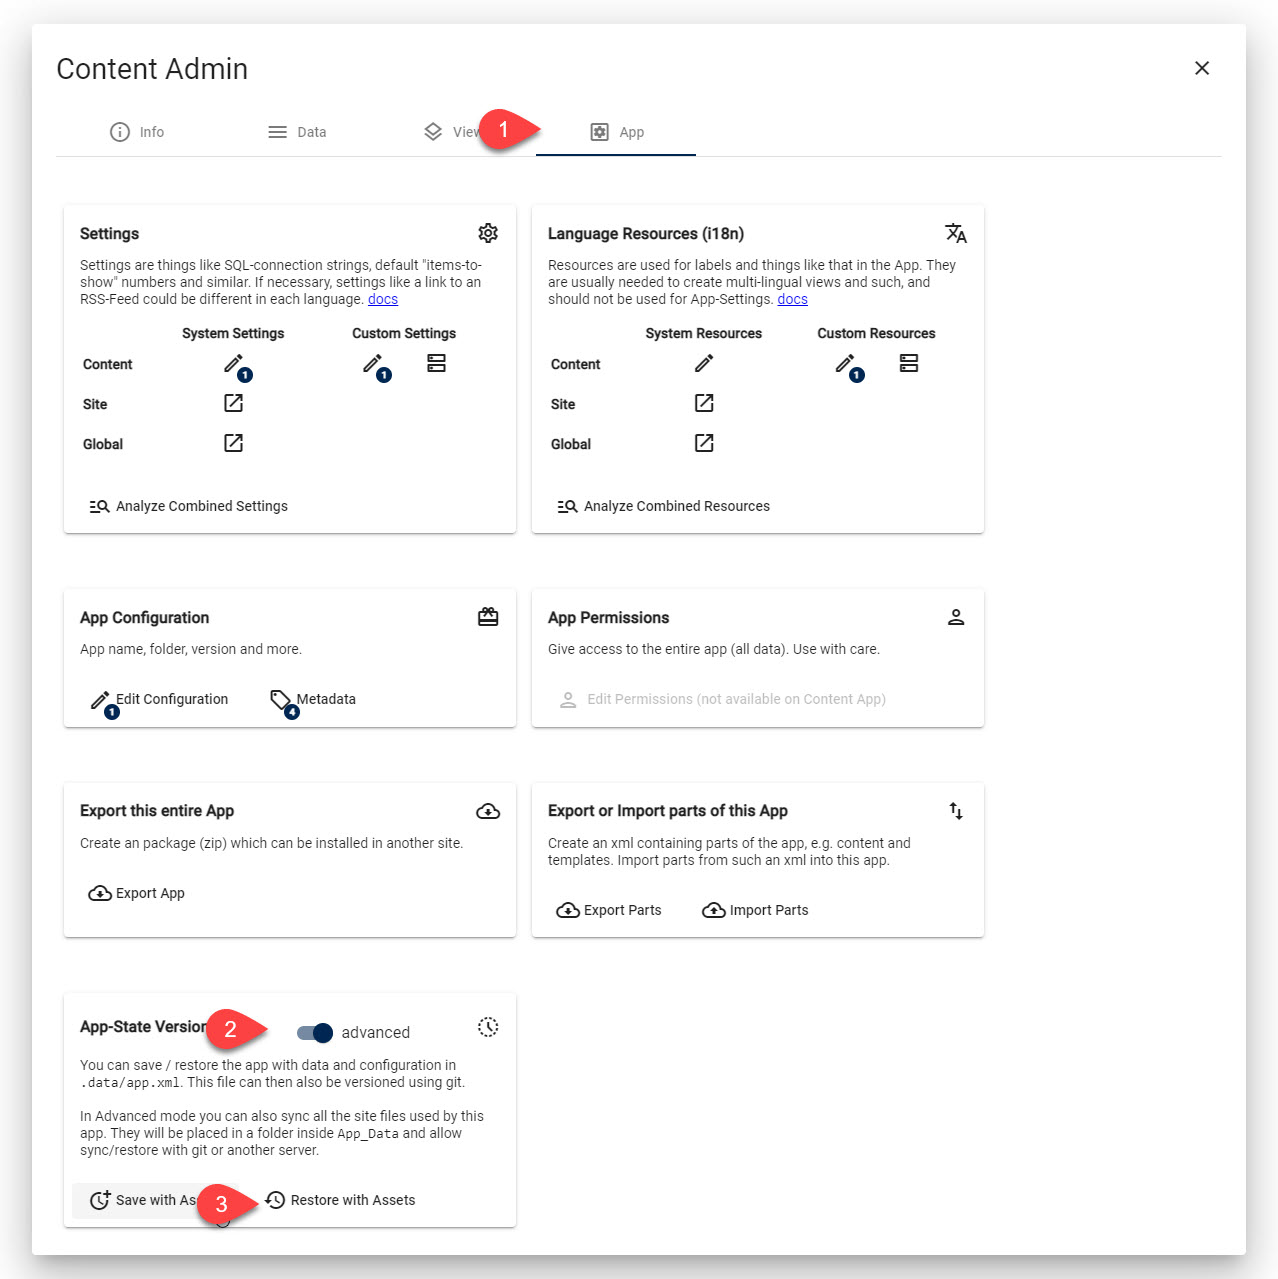 Content Admin
Info
Data
1
App
Settings
Settings are things like SQL-connection strings, default "items-to-
show" numbers and similar. If necessary, settings like a link to an
RSS-Feed could be different in each language. docs
System Settings
Custom Settings
Content
1
1
Site
Global
Analyze Combined Settings
Language Resources (i18n)
Resources are used for labels and things like that in the App. They
are usually needed to create multi-lingual views and such, and
should not be used for App-Settings. docs
System Resources
Custom Resources
Content
1
Site
Global
Analyze Combined Resources
App Configuration
App name, folder, version and more.
Edit Configuration
1
Metadata
4
App Permissions
Give access to the entire app (all data). Use with care.
Edit Permissions (not available on Content App)
Export this entire App
Create an package (zip) which can be installed in another site.
Export App
Export or Import parts of this App
Create an xml containing parts of the app, e.g. content and
templates. Import parts from such an xml into this app.
Export Parts
Import Parts
App-State
2
advanced
You can save / restore the app with data and configuration in
.data/app.xml. This file can then also be versioned using git.
In Advanced mode you can also sync all the site files used by this
app. They will be placed in a folder inside App_Data and allow
sync/restore with git or another server.
Save with
3
Restore with Assets